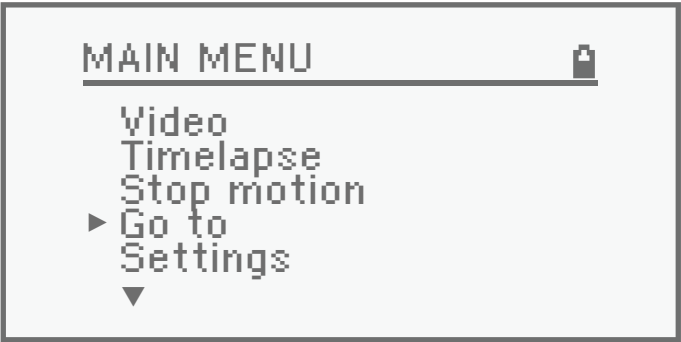 MAIN MENU
Video
Timelapse
Stop motion
Go to
Settings